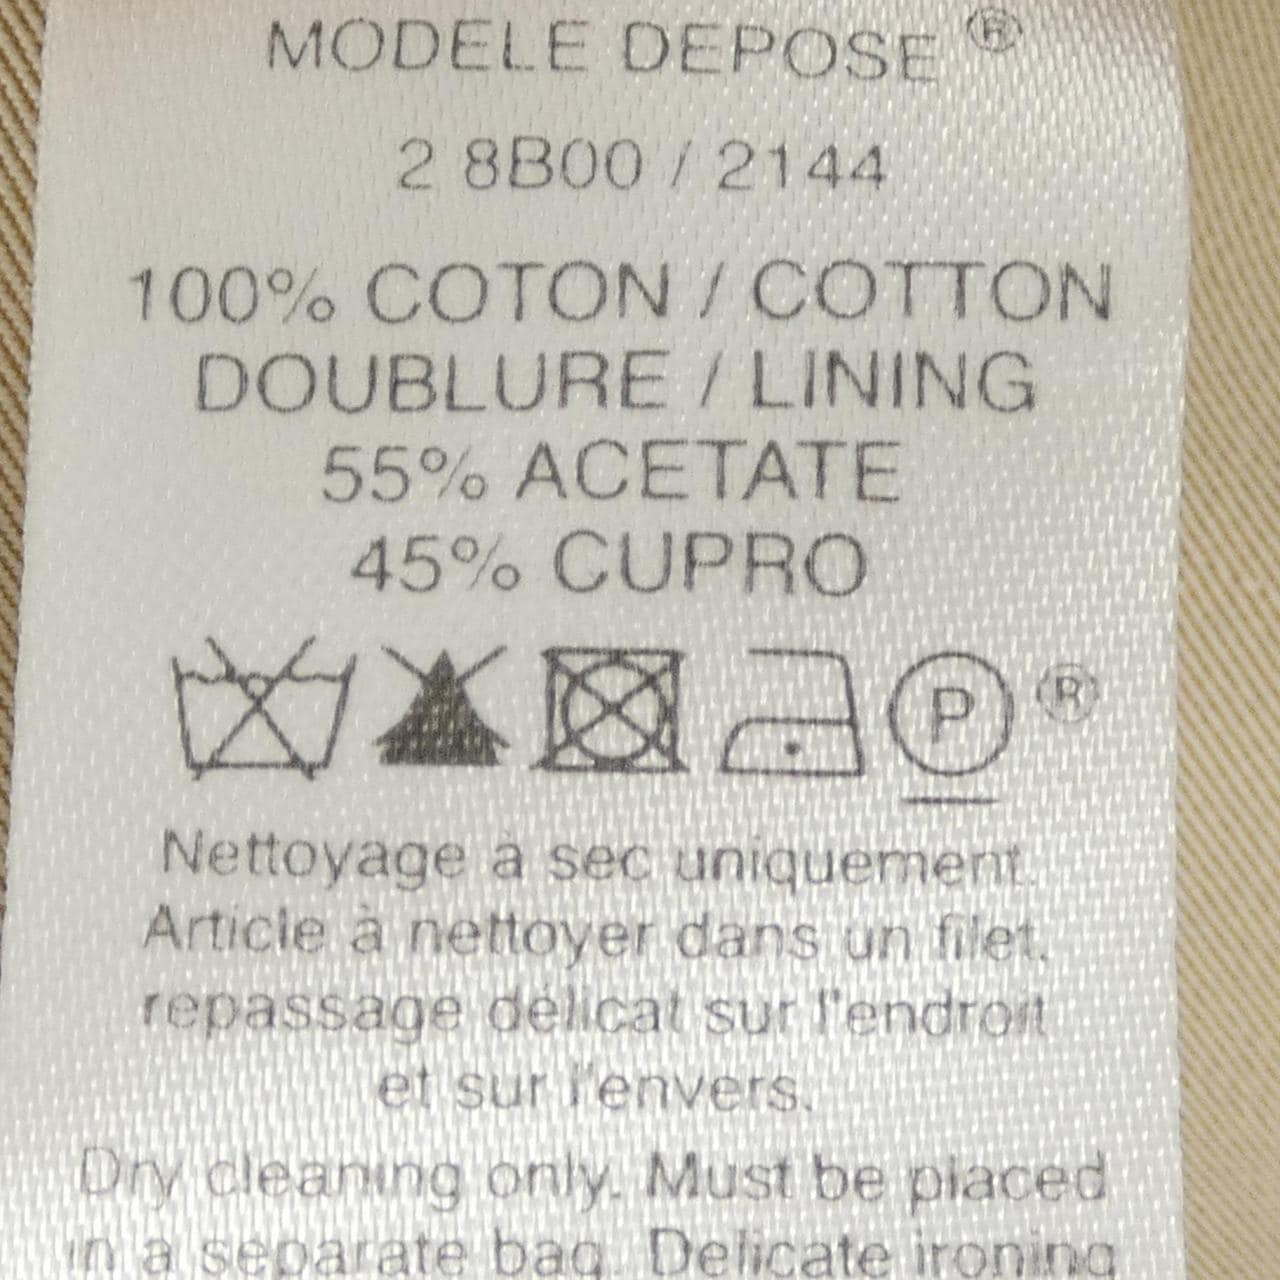 MODELE DEPOSE ®
2 8B00 / 2144
100% COTON / COTTON
DOUBLURE / LINING
55% ACETATE
45% CUPRO
P ®
Nettoyage à sec uniquement.
Article à nettoyer dans un filet.
repassage délicat sur l'endroit
et sur l'envers.
Dry cleaning only. Must be placed
in a separate bag. Delicate ironing